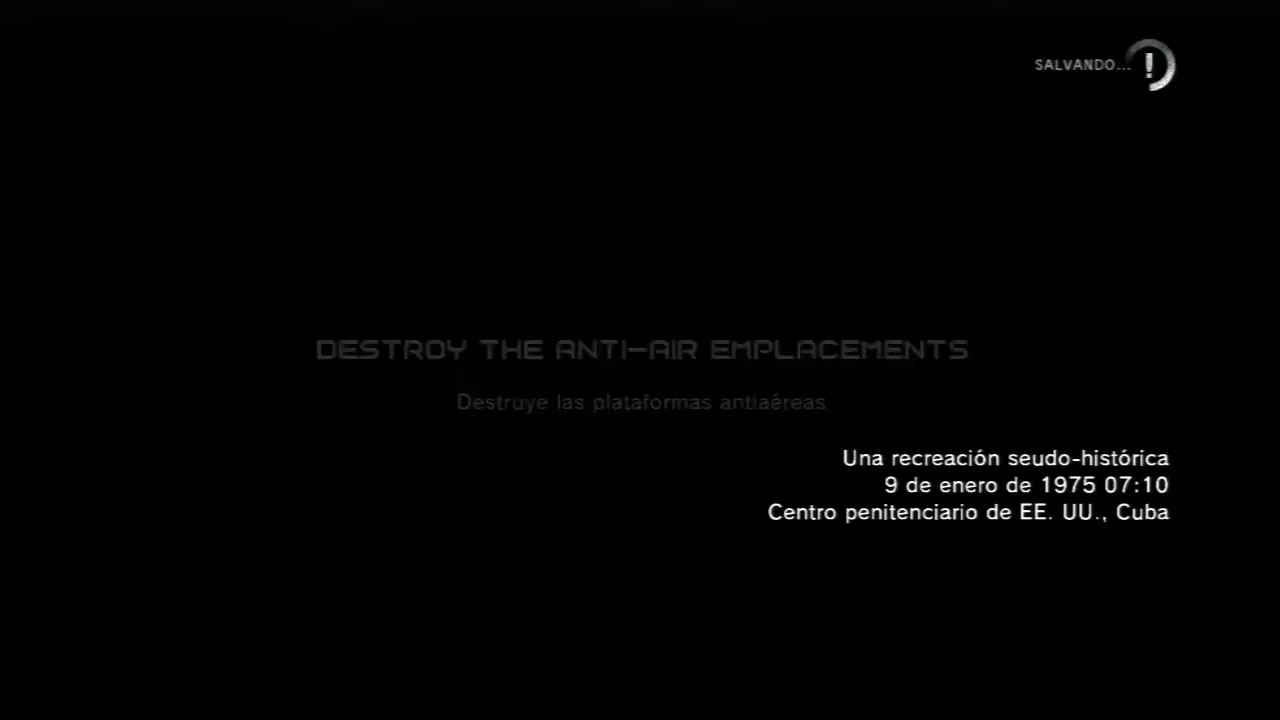 SALVANDO...
DESTROY THE ANTI-AIR EMPLACEMENTS
Destruye las plataformas antiaéreas
Una recreación seudo-histórica
9 de enero de 1975 07:10
Centro penitenciario de EE. UU., Cuba